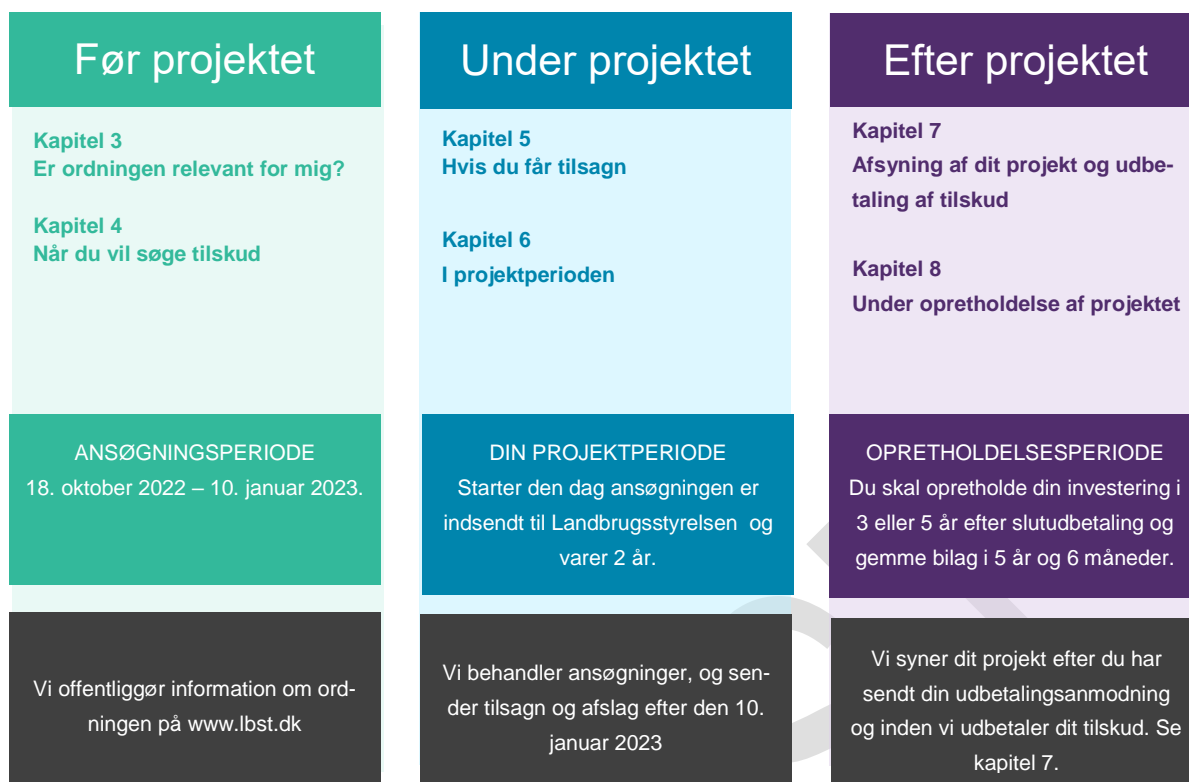 Før projektet
Kapitel 3
Er ordningen relevant for mig?
Kapitel 4
Når du vil søge tilskud
ANSØGNINGSPERIODE
18. oktober 2022 – 10. januar 2023.
Vi offentliggør information om ord-
ningen på www.lbst.dk
Under projektet
Kapitel 5
Hvis du får tilsagn
Kapitel 6
I projektperioden
DIN PROJEKTPERIODE
Starter den dag ansøgningen er
indsendt til Landbrugsstyrelsen og
varer 2 år.
Vi behandler ansøgninger, og sen-
der tilsagn og afslag efter den 10.
januar 2023
Efter projektet
Kapitel 7
Afsyning af dit projekt og udbe-
taling af tilskud
Kapitel 8
Under opretholdelse af projektet
OPRETHOLDELSESPERIODE
Du skal opretholde din investering i
3 eller 5 år efter slutudbetaling og
gemme bilag i 5 år og 6 måneder.
Vi syner dit projekt efter du har
sendt din udbetalingsanmodning
og inden vi udbetaler dit tilskud. Se
kapitel 7.